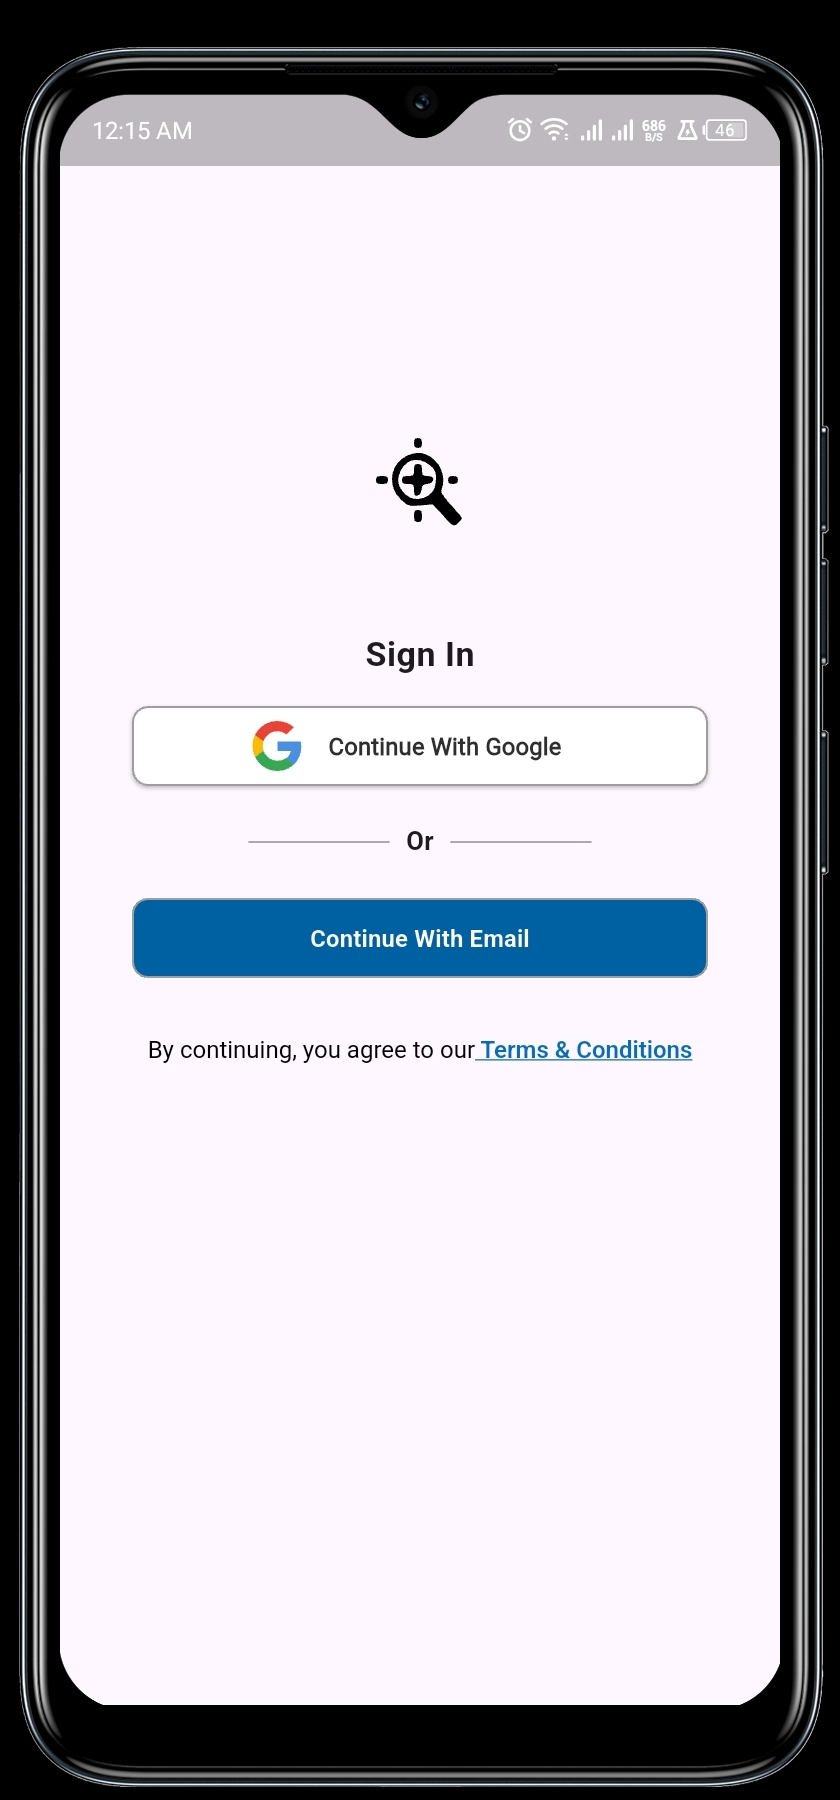 12:15 AM 686 B/S 46
Sign In
Continue With Google
Or
Continue With Email
By continuing, you agree to our Terms & Conditions